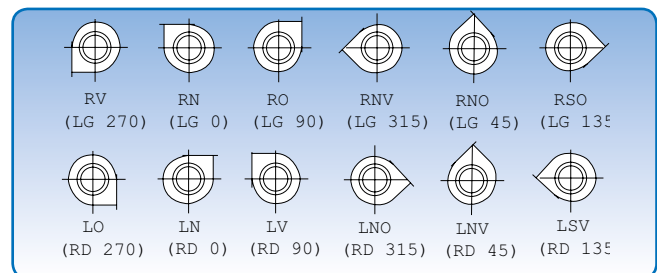 RV RN RO RNV RNO RSO
(LG 270) (LG 0) (LG 90) (LG 315) (LG 45) (LG 135
LO LN LV LNO LNV LSV
(RD 270) (RD 0) (RD 90) (RD 315) (RD 45) (RD 135